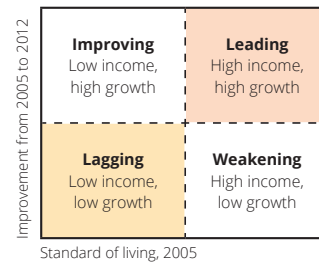 Improvement from 2005 to 2012
Improving
Low income,
high growth
Leading
High income,
high growth
Lagging
Low income,
low growth
Weakening
High income,
low growth
Standard of living, 2005